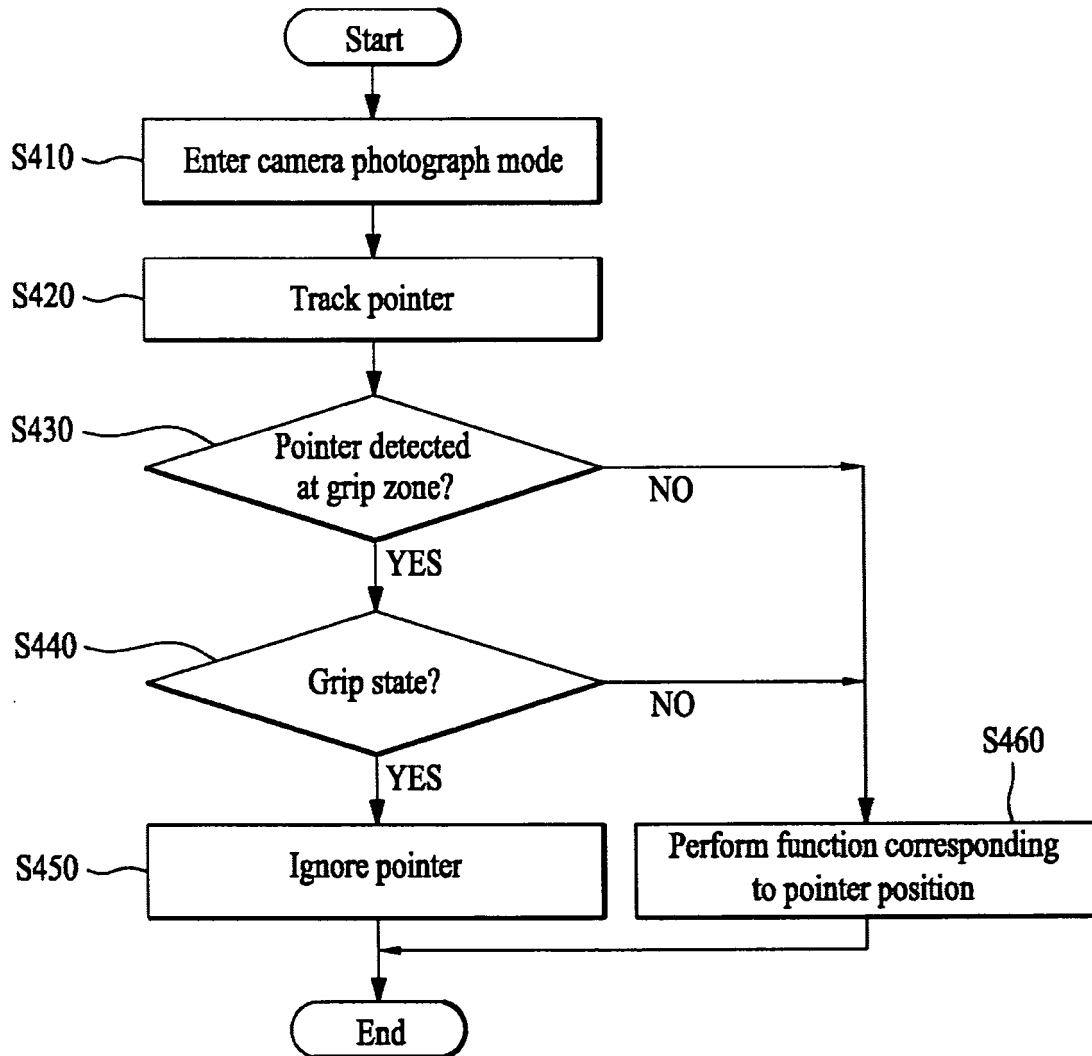 Start
S410
Enter camera photograph mode
S420
Track pointer
S430
Pointer detected
at grip zone?
NO
YES
S440
Grip state?
NO
YES
S460
S450
Ignore pointer
Perform function corresponding
to pointer position
End